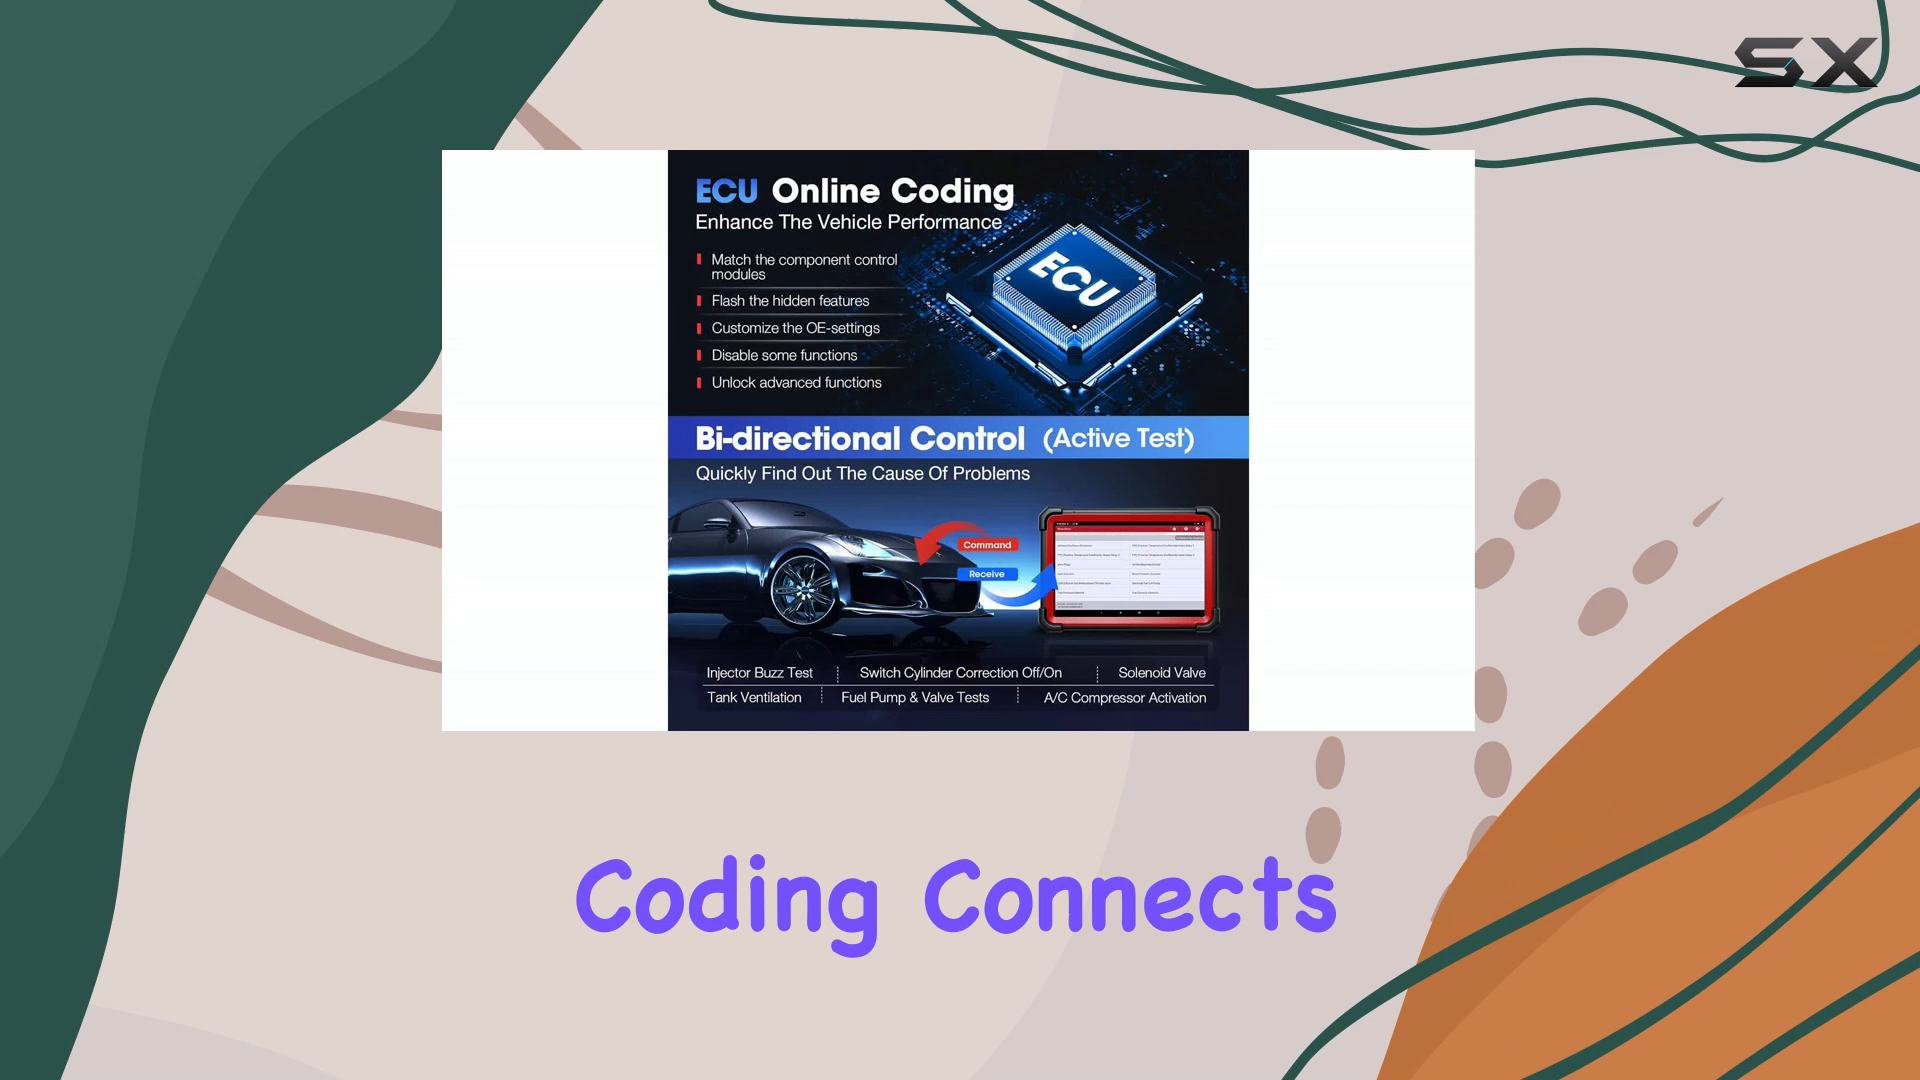 SX
ECU Online Coding
Enhance The Vehicle Performance
Match the component control
modules
Flash the hidden features
Customize the OE-settings
Disable some functions
Unlock advanced functions
ECU
Bi-directional Control (Active Test)
Quickly Find Out The Cause Of Problems
Command
Receive
Injector Buzz Test Switch Cylinder Correction Off/On Solenoid Valve
Tank Ventilation Fuel Pump & Valve Tests A/C Compressor Activation
Coding Connects